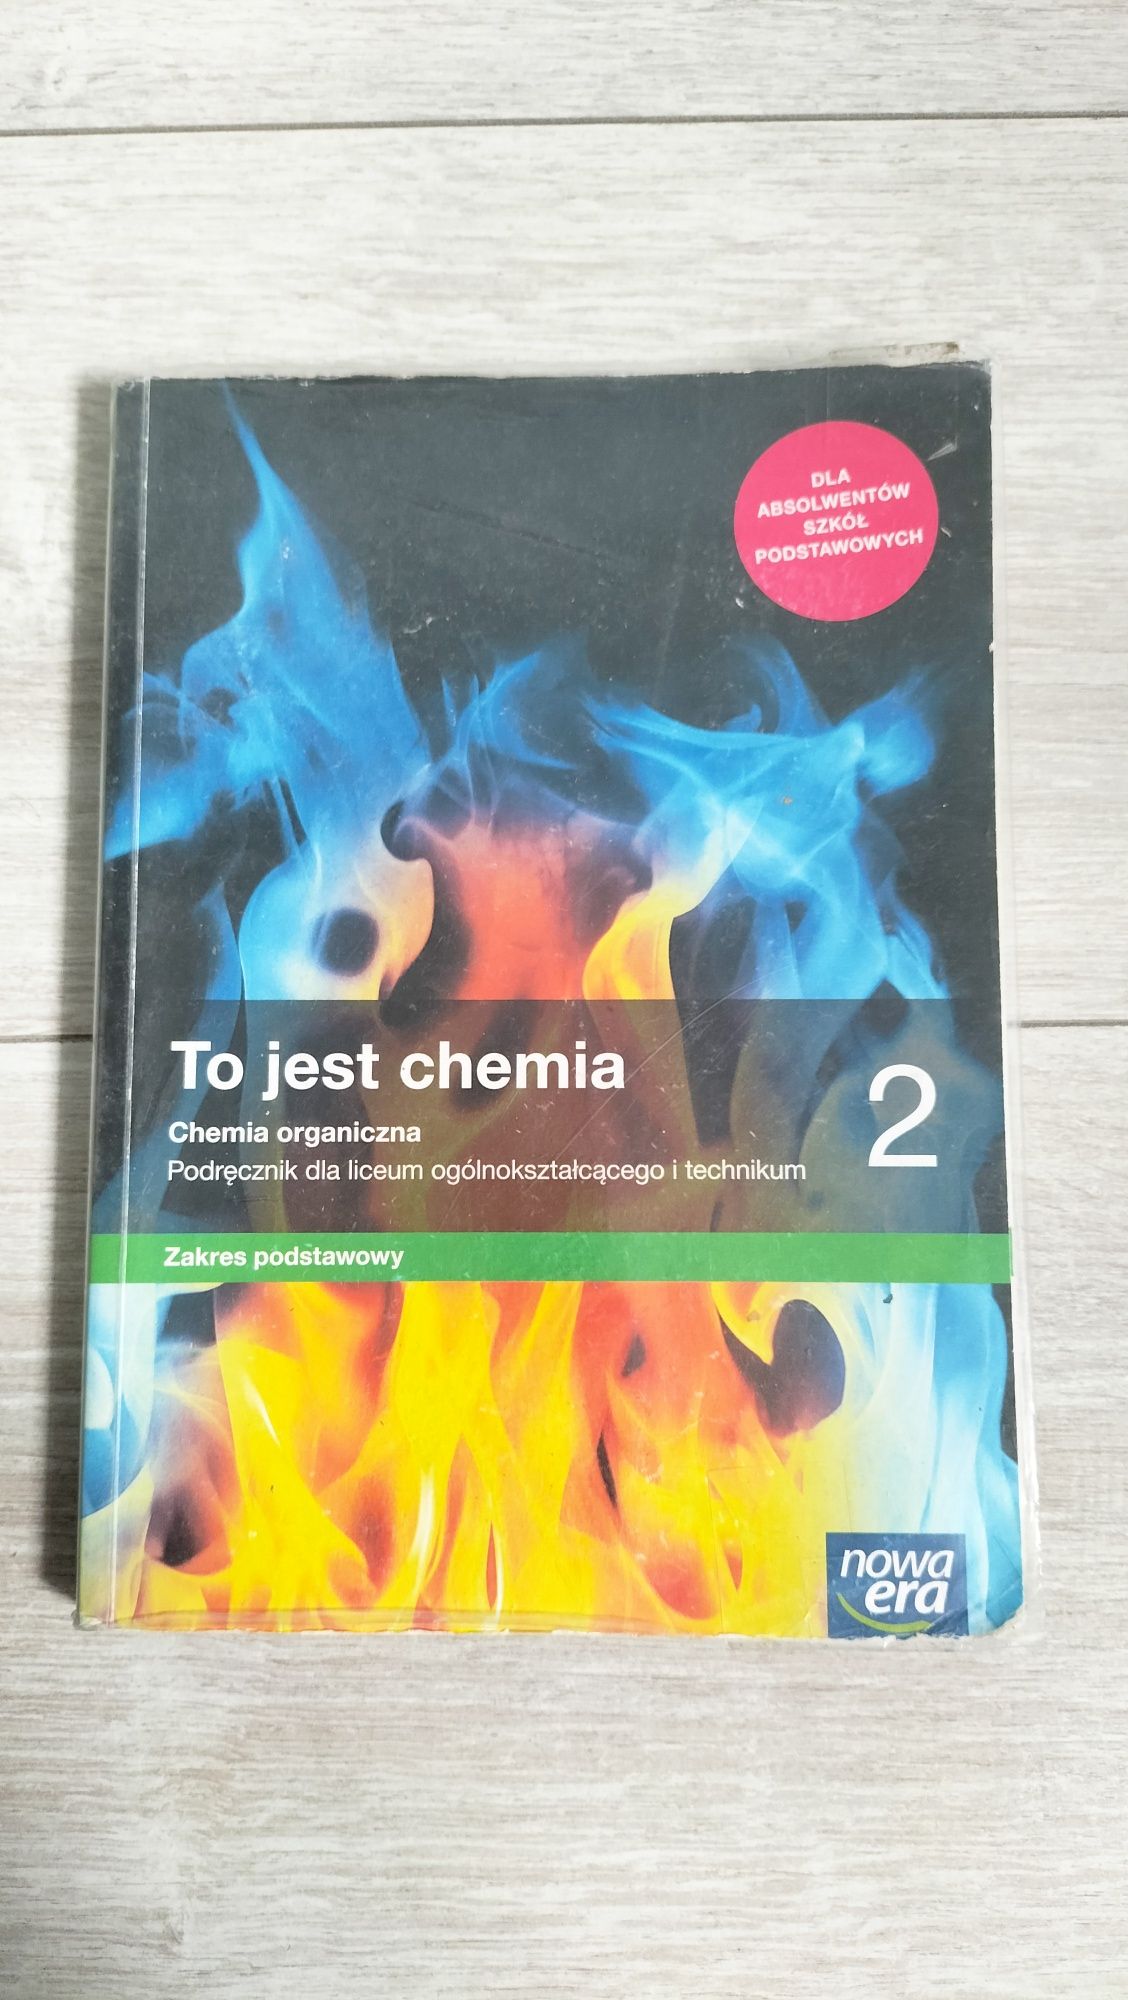 DLA
ABSOLWENTÓW
SZKÓŁ
PODSTAWOWYCH
To jest chemia
2
Chemia organiczna
Podręcznik dla liceum ogólnokształcącego i technikum
Zakres podstawowy
nowa
era